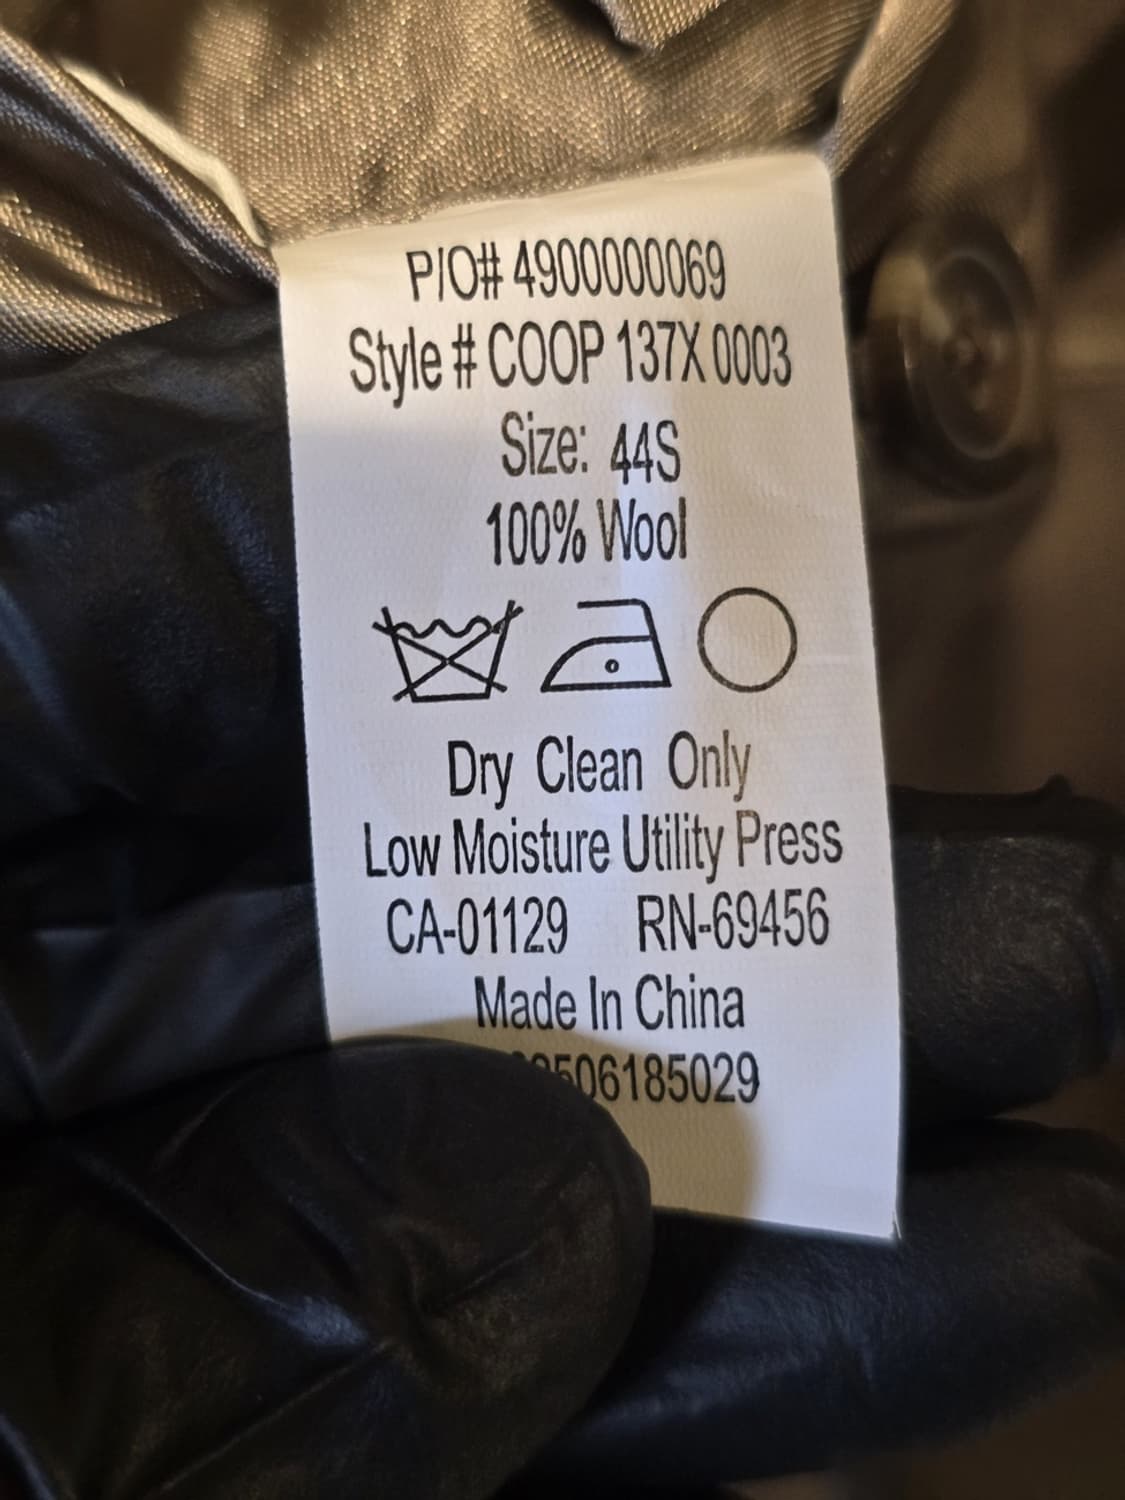 P/O# 4900000069
Style # COOP 137X 0003
Size: 44S
100% Wool
Dry Clean Only
Low Moisture Utility Press
CA-01129 RN-69456
Made In China